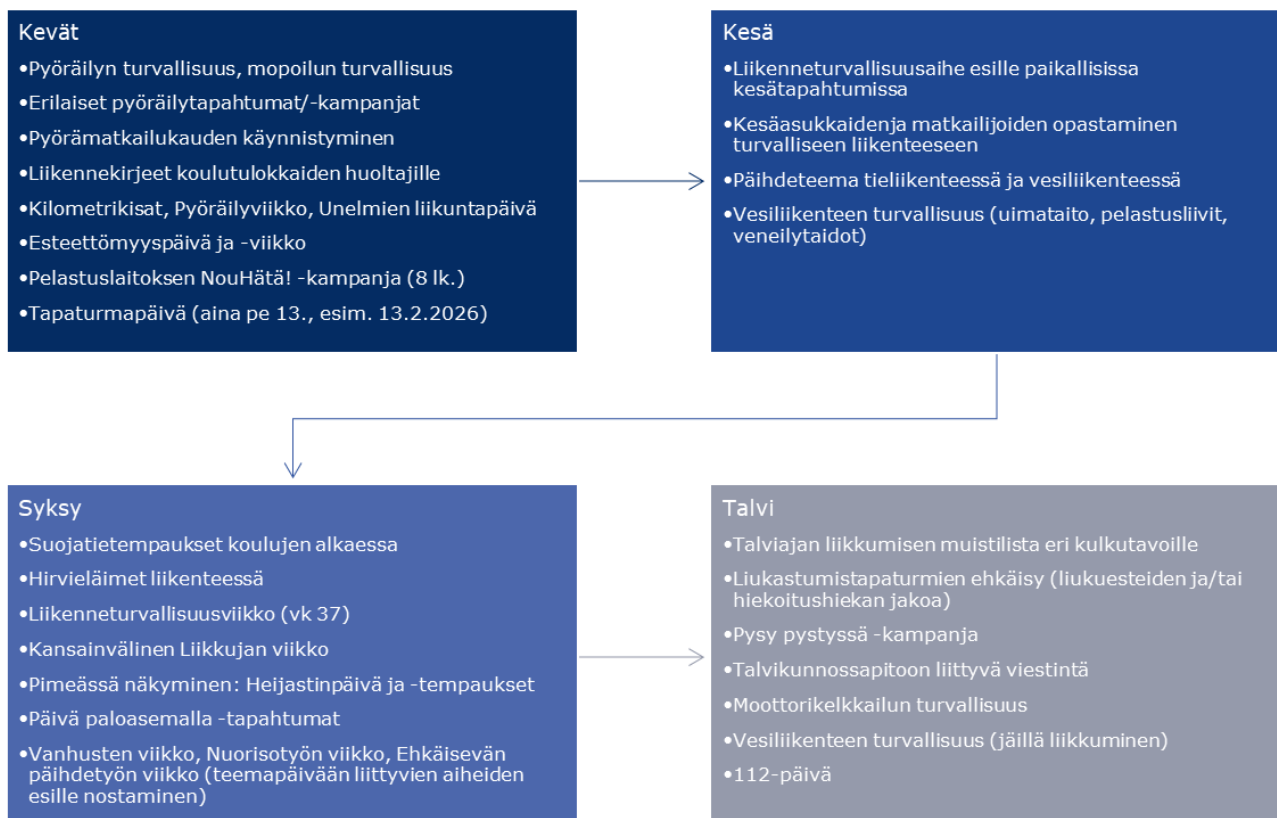 Kevät
•Pyöräilyn turvallisuus, mopoilun turvallisuus
•Erilaiset pyöräilytapahtumat/-kampanjat
•Pyörämatkailukauden käynnistyminen
•Liikennekirjeet koulutulokkaiden huoltajille
•Kilometrikisat, Pyöräilyviikko, Unelmien liikuntapäivä
•Esteettömyyspäivä ja -viikko
•Pelastuslaitoksen NouHätä! -kampanja (8 lk.)
•Tapaturmapäivä (aina pe 13., esim. 13.2.2026)
Kesä
•Liikenneturvallisuusaihe esille paikallisissa
kesätapahtumissa
•Kesäasukkaidenja matkailijoiden opastaminen
turvalliseen liikenteeseen
•Päihdeteema tieliikenteessä ja vesiliikenteessä
•Vesiliikenteen turvallisuus (uimataito, pelastusliivit,
veneilytaidot)
Syksy
•Suojatietempaukset koulujen alkaessa
•Hirvieläimet liikenteessä
•Liikenneturvallisuusviikko (vk 37)
•Kansainvälinen Liikkujan viikko
•Pimeässä näkyminen: Heijastinpäivä ja -tempaukset
•Päivä paloasemalla -tapahtumat
•Vanhusten viikko, Nuorisotyön viikko, Ehkäisevän
päihdetyön viikko (teemapäivään liittyvien aiheiden
esille nostaminen)
Talvi
•Talviajan liikkumisen muistilista eri kulkutavoille
•Liukastumistapaturmien ehkäisy (liukuesteiden ja/tai
hiekoitushiekan jakoa)
•Pysy pystyssä -kampanja
•Talvikunnossapitoon liittyvä viestintä
•Moottorikelkkailun turvallisuus
•Vesiliikenteen turvallisuus (jäillä liikkuminen)
•112-päivä